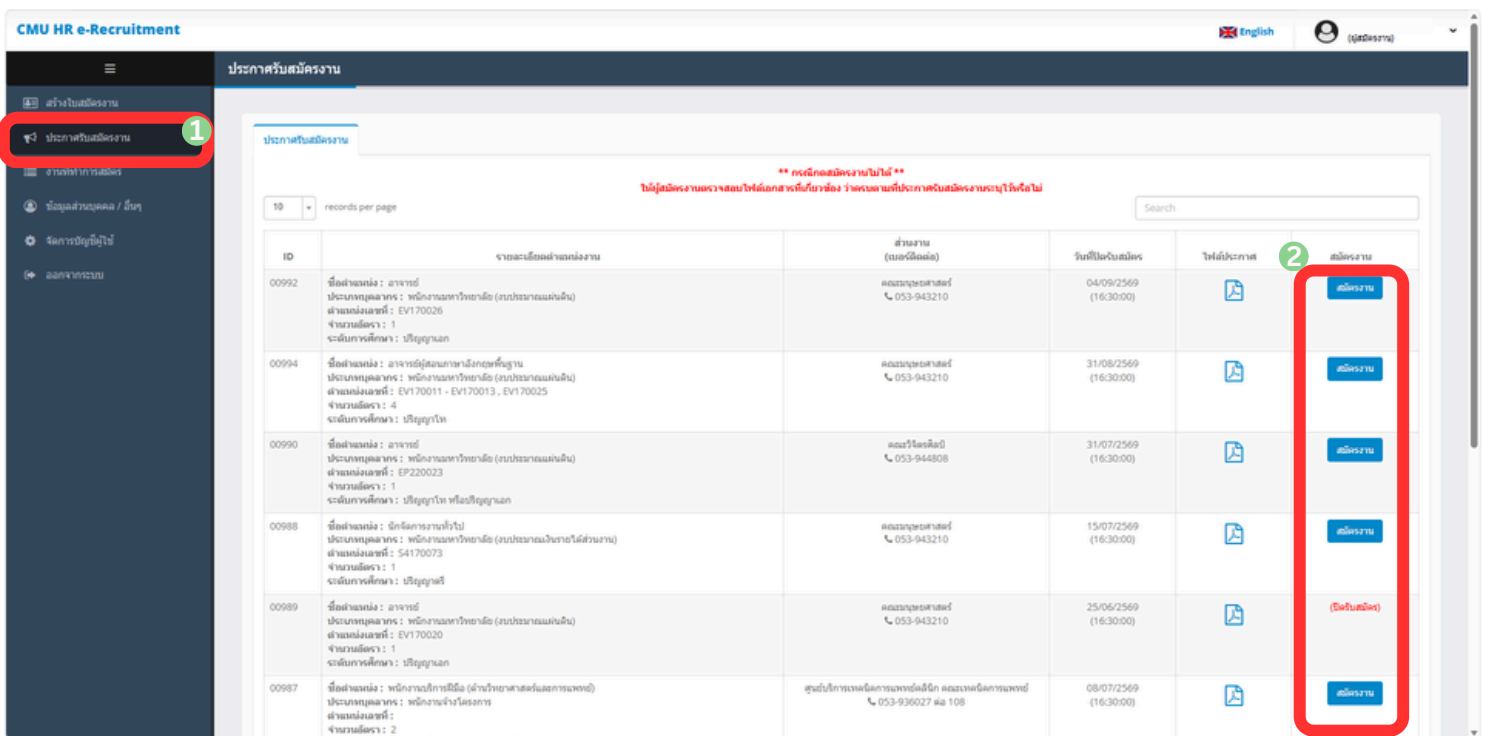 CMU HR e-Recruitment
English
(ผู้สมัครงาน)
ประกาศรับสมัครงาน
สร้างใบสมัครงาน
ประกาศรับสมัครงาน
1
งานที่ทำการสมัคร
ข้อมูลส่วนบุคคล / อื่นๆ
จัดการบัญชีผู้ใช้
ออกจากระบบ
ประกาศรับสมัครงาน
** กรณีกดสมัครงานไม่ได้ **
ให้ผู้สมัครงานตรวจสอบไฟล์เอกสารที่เกี่ยวข้อง ว่าครบตามที่ประกาศรับสมัครงานระบุไว้หรือไม่
10 records per page
Search
ID
รายละเอียดตำแหน่งงาน
ส่วนงาน
(เบอร์ติดต่อ)
วันที่ปิดรับสมัคร
ไฟล์ประกาศ
2
สมัครงาน
00992
ชื่อตำแหน่ง : อาจารย์
ประเภทบุคลากร : พนักงานมหาวิทยาลัย (งบประมาณแผ่นดิน)
ตำแหน่งเลขที่ : EV170026
จำนวนอัตรา : 1
ระดับการศึกษา : ปริญญาเอก
คณะมนุษยศาสตร์
053-943210
04/09/2569
(16:30:00)
สมัครงาน
00994
ชื่อตำแหน่ง : อาจารย์ผู้สอนภาษาอังกฤษพื้นฐาน
ประเภทบุคลากร : พนักงานมหาวิทยาลัย (งบประมาณแผ่นดิน)
ตำแหน่งเลขที่ : EV170011 - EV170013 , EV170025
จำนวนอัตรา : 4
ระดับการศึกษา : ปริญญาโท
คณะมนุษยศาสตร์
053-943210
31/08/2569
(16:30:00)
สมัครงาน
00990
ชื่อตำแหน่ง : อาจารย์
ประเภทบุคลากร : พนักงานมหาวิทยาลัย (งบประมาณแผ่นดิน)
ตำแหน่งเลขที่ : EP220023
จำนวนอัตรา : 1
ระดับการศึกษา : ปริญญาโท หรือปริญญาเอก
คณะวิจิตรศิลป์
053-944808
31/07/2569
(16:30:00)
สมัครงาน
00988
ชื่อตำแหน่ง : นักจัดการงานทั่วไป
ประเภทบุคลากร : พนักงานมหาวิทยาลัย (งบประมาณเงินรายได้ส่วนงาน)
ตำแหน่งเลขที่ : S4170073
จำนวนอัตรา : 1
ระดับการศึกษา : ปริญญาตรี
คณะมนุษยศาสตร์
053-943210
15/07/2569
(16:30:00)
สมัครงาน
00989
ชื่อตำแหน่ง : อาจารย์
ประเภทบุคลากร : พนักงานมหาวิทยาลัย (งบประมาณแผ่นดิน)
ตำแหน่งเลขที่ : EV170020
จำนวนอัตรา : 1
ระดับการศึกษา : ปริญญาเอก
คณะมนุษยศาสตร์
053-943210
25/06/2569
(16:30:00)
(ปิดรับสมัคร)
00987
ชื่อตำแหน่ง : พนักงานบริการฝีมือ (ด้านวิทยาศาสตร์และการแพทย์)
ประเภทบุคลากร : พนักงานจ้างโครงการ
ตำแหน่งเลขที่ :
จำนวนอัตรา : 2
ศูนย์บริการเทคนิคการแพทย์คลินิก คณะเทคนิคการแพทย์
053-936027 ต่อ 108
08/07/2569
(16:30:00)
สมัครงาน